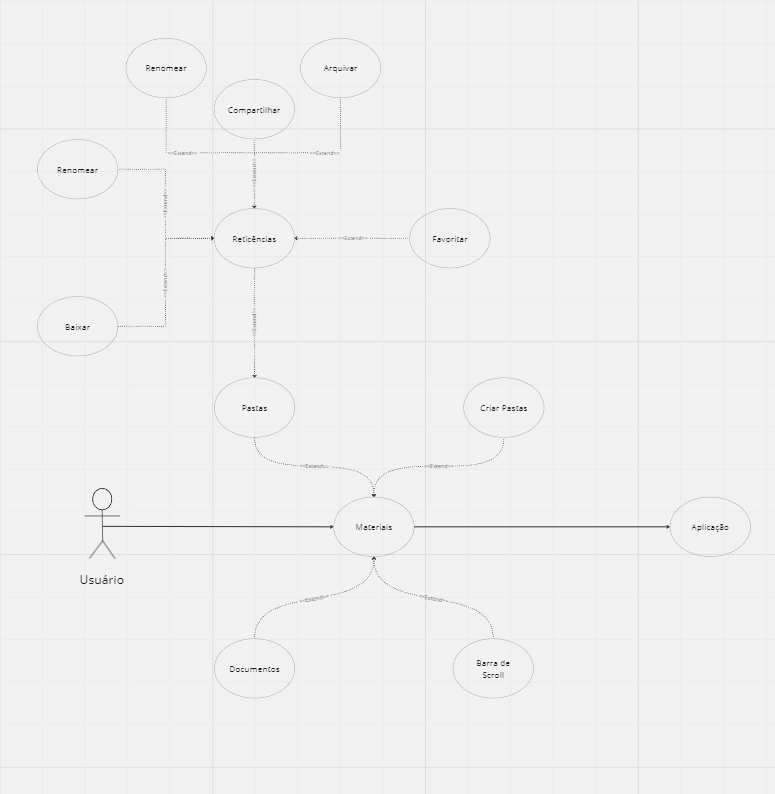 Renomear
Arquivar
Compartilhar
<<Extend>>
<<Extend>>
<<Extend>>
Renomear
<<Extend>>
Reticências
<<Extend>>
Favoritar
<<Extend>>
Baixar
<<Extend>>
Pastas
Criar Pastas
<<Extend>>
<<Extend>>
Usuário
Materiais
Aplicação
<<Extend>>
<<Extend>>
Documentos
Barra de
Scroll